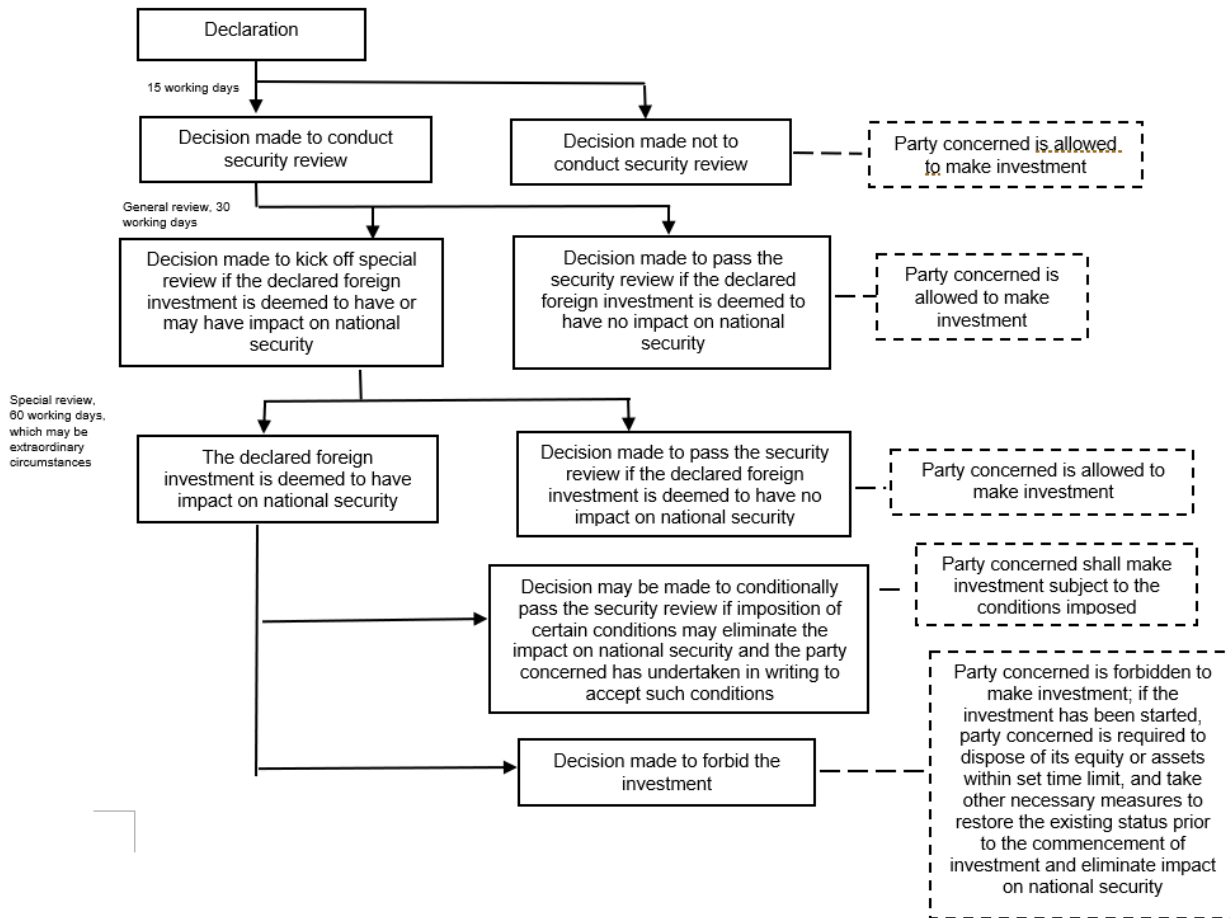 Declaration
15 working days
Decision made to conduct
security review
Decision made not to
conduct security review
Party concerned is allowed
to make investment
General review, 30
working days
Decision made to kick off special
review if the declared foreign
investment is deemed to have or
may have impact on national
security
Decision made to pass the
security review if the declared
foreign investment is deemed to
have no impact on national
security
Party concerned is
allowed to make
investment
Special review,
60 working days,
which may be
extraordinary
circumstances
The declared foreign
investment is deemed to have
impact on national security
Decision made to pass the security
review if the declared foreign
investment is deemed to have no
impact on national security
Party concerned is allowed to
make investment
Decision may be made to conditionally
pass the security review if imposition of
certain conditions may eliminate the
impact on national security and the party
concerned has undertaken in writing to
accept such conditions
Party concerned shall make
investment subject to the
conditions imposed
Decision made to forbid the
investment
Party concerned is forbidden to
make investment; if the
investment has been started,
party concerned is required to
dispose of its equity or assets
within set time limit, and take
other necessary measures to
restore the existing status prior
to the commencement of
investment and eliminate impact
on national security